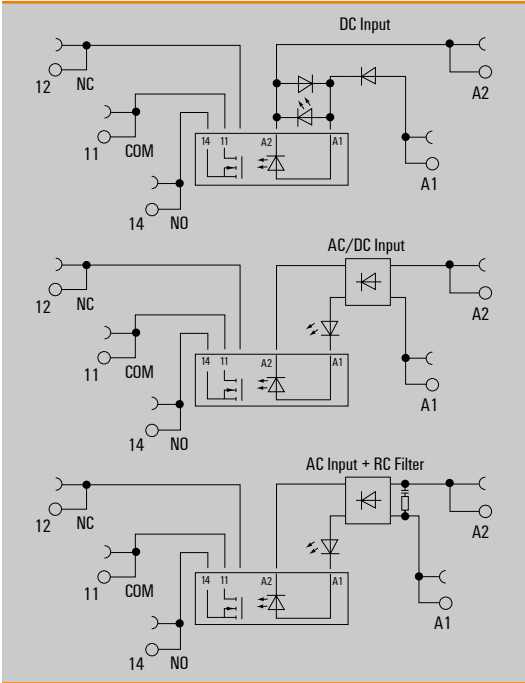 DC Input
12 NC
A2
11 COM
14 11 A2 A1
A1
14 NO
AC/DC Input
12 NC
A2
11 COM
14 11 A2 A1
A1
14 NO
AC Input + RC Filter
12 NC
A2
11 COM
14 11 A2 A1
A1
14 NO